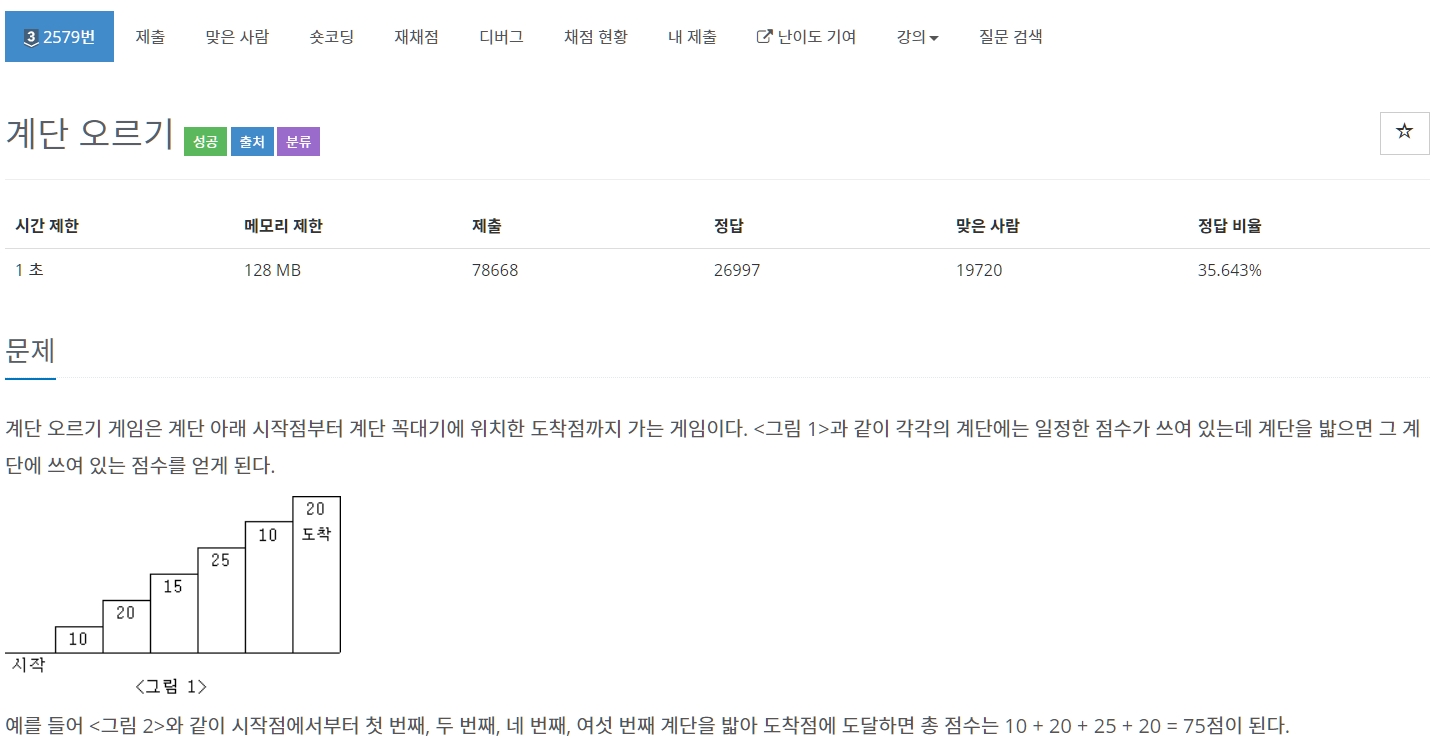 3 2579번 제출 맞은 사람 숏코딩 재채점 디버그 채점 현황 내 제출 난이도 기여 강의 질문 검색
계단 오르기 성공 출처 분류
시간 제한 메모리 제한 제출 정답 맞은 사람 정답 비율
1 초 128 MB 78668 26997 19720 35.643%
문제
계단 오르기 게임은 계단 아래 시작점부터 계단 꼭대기에 위치한 도착점까지 가는 게임이다. <그림 1>과 같이 각각의 계단에는 일정한 점수가 쓰여 있는데 계단을 밟으면 그 계
단에 쓰여 있는 점수를 얻게 된다.
20
도착
10
25
15
20
10
시작
<그림 1>
예를 들어 <그림 2>와 같이 시작점에서부터 첫 번째, 두 번째, 네 번째, 여섯 번째 계단을 밟아 도착점에 도달하면 총 점수는 10 + 20 + 25 + 20 = 75점이 된다.